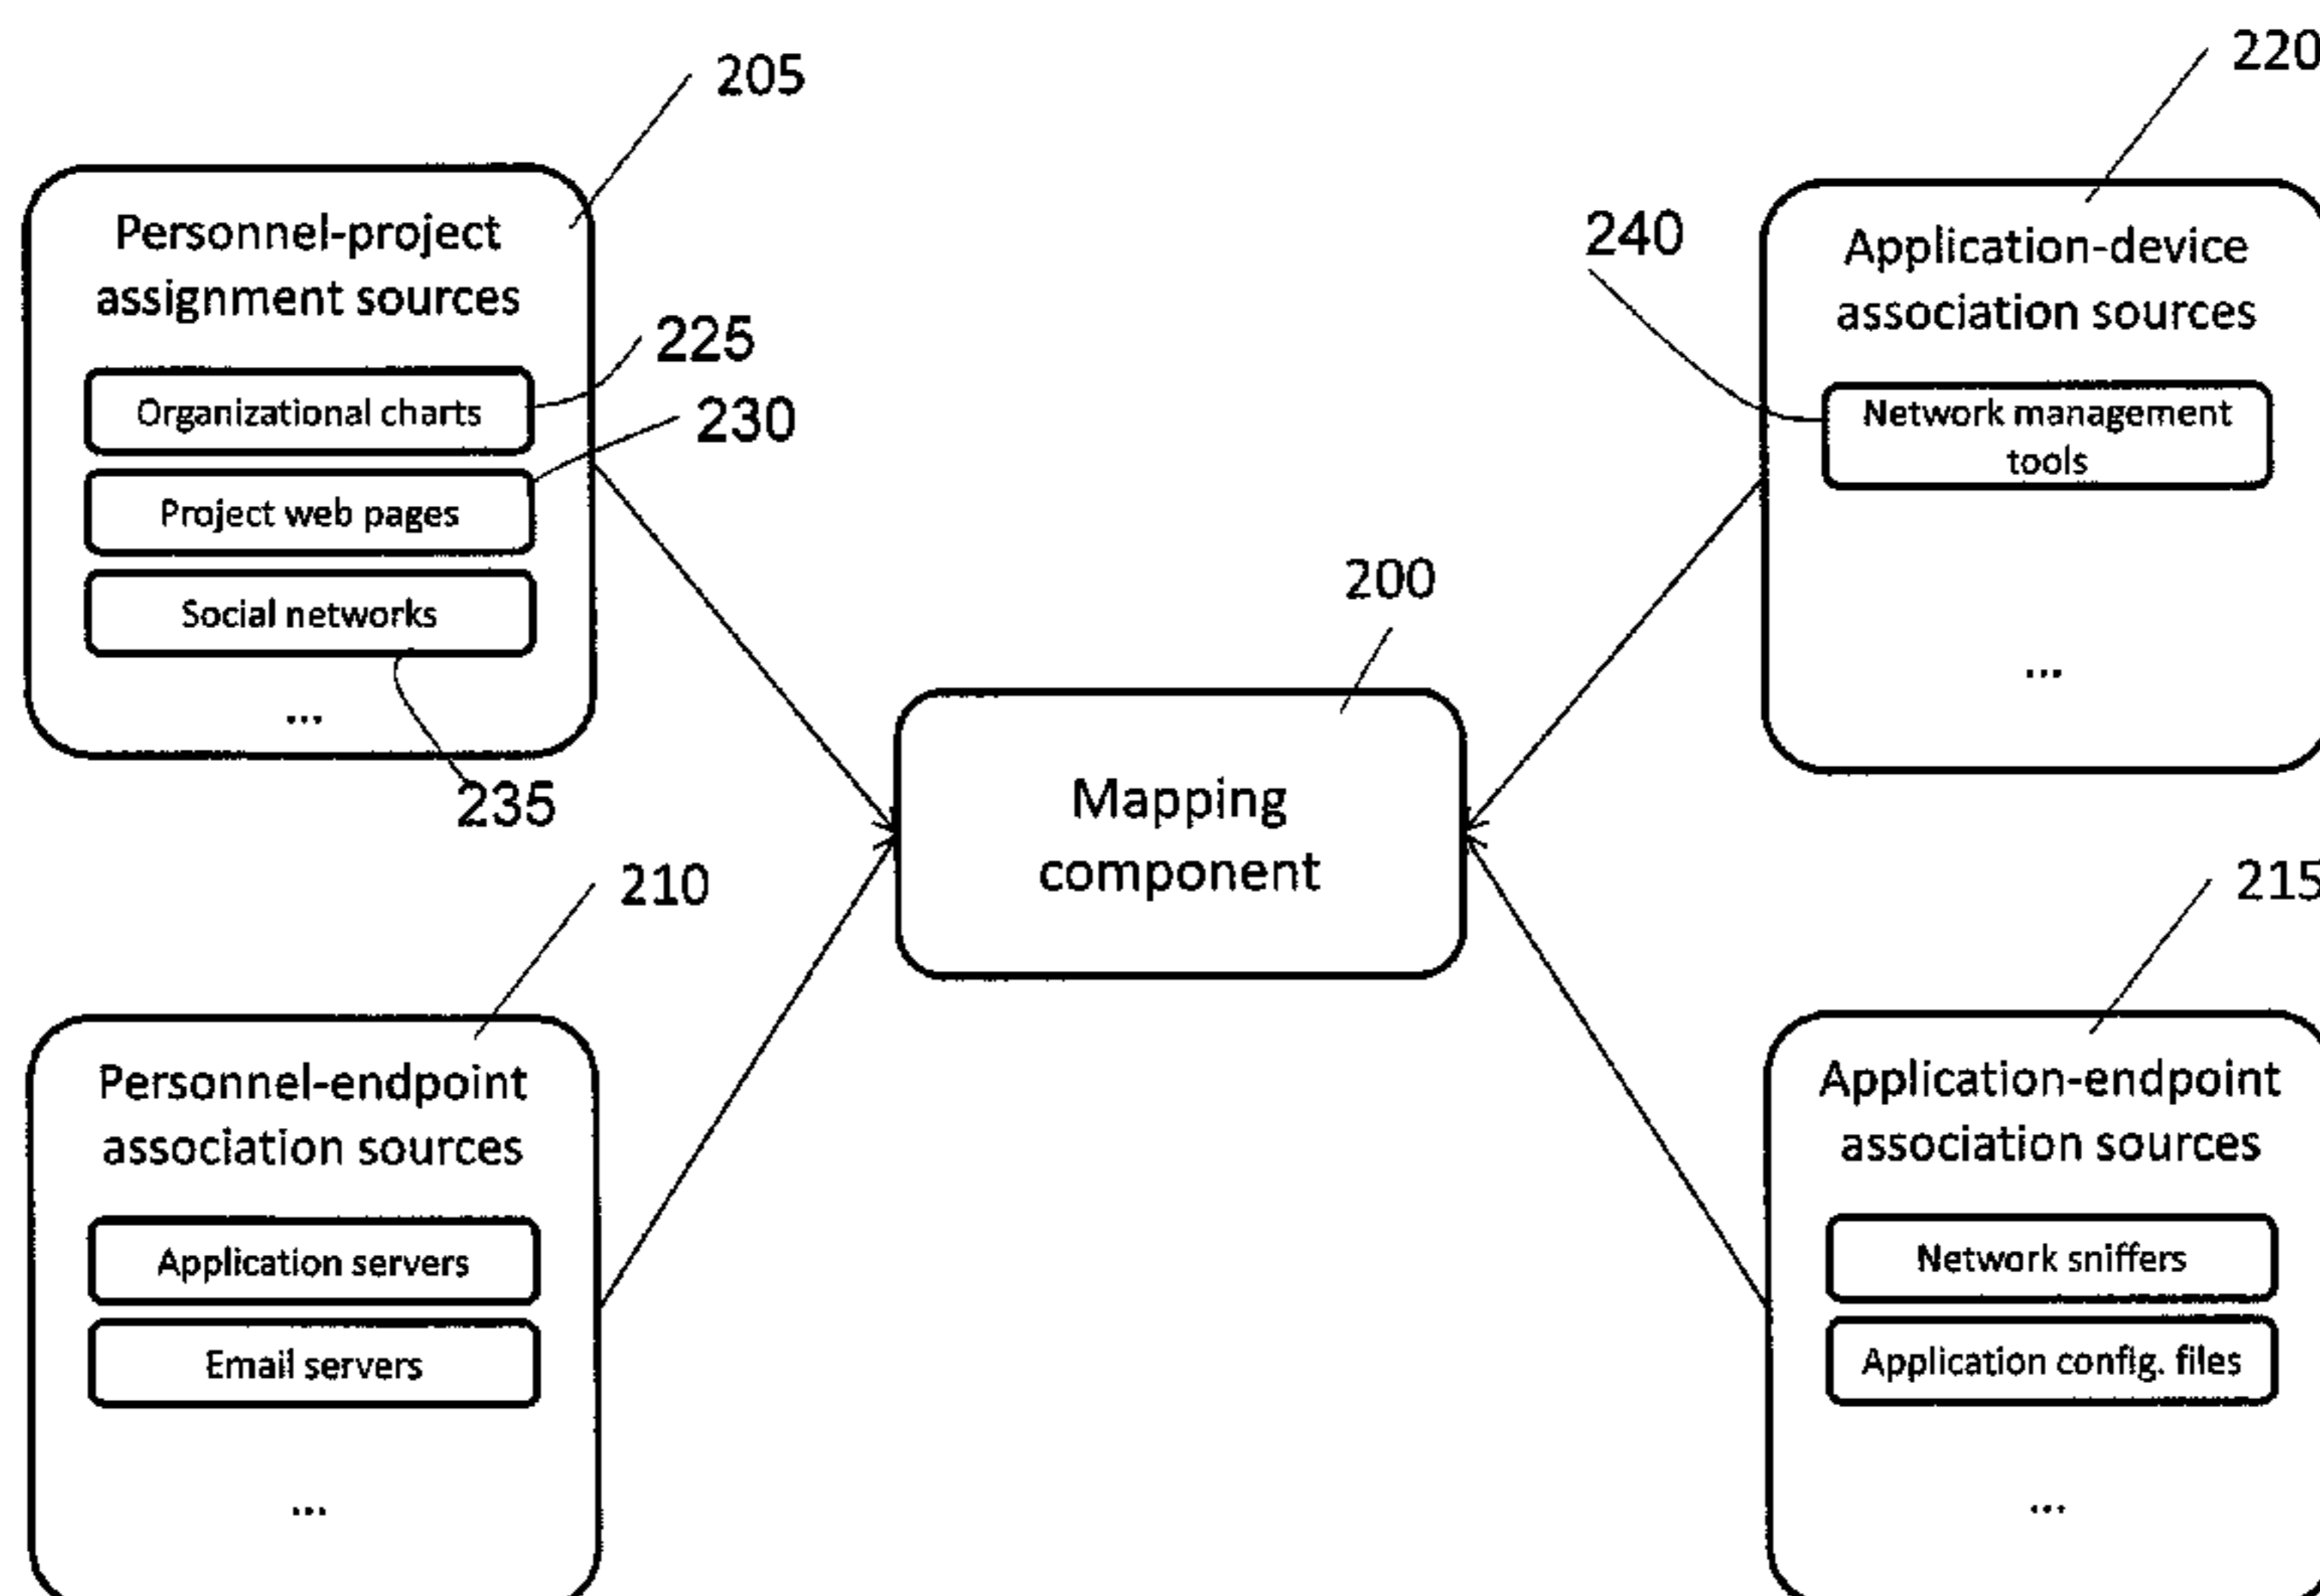 205
Personnel-project
assignment sources
225
Organizational charts
230
Project web pages
Social networks
...
235
220
240
Application-device
association sources
Network management
tools
...
200
Mapping
component
210
Personnel-endpoint
association sources
Application servers
Email servers
...
215
Application-endpoint
association sources
Network sniffers
Application config. files
...